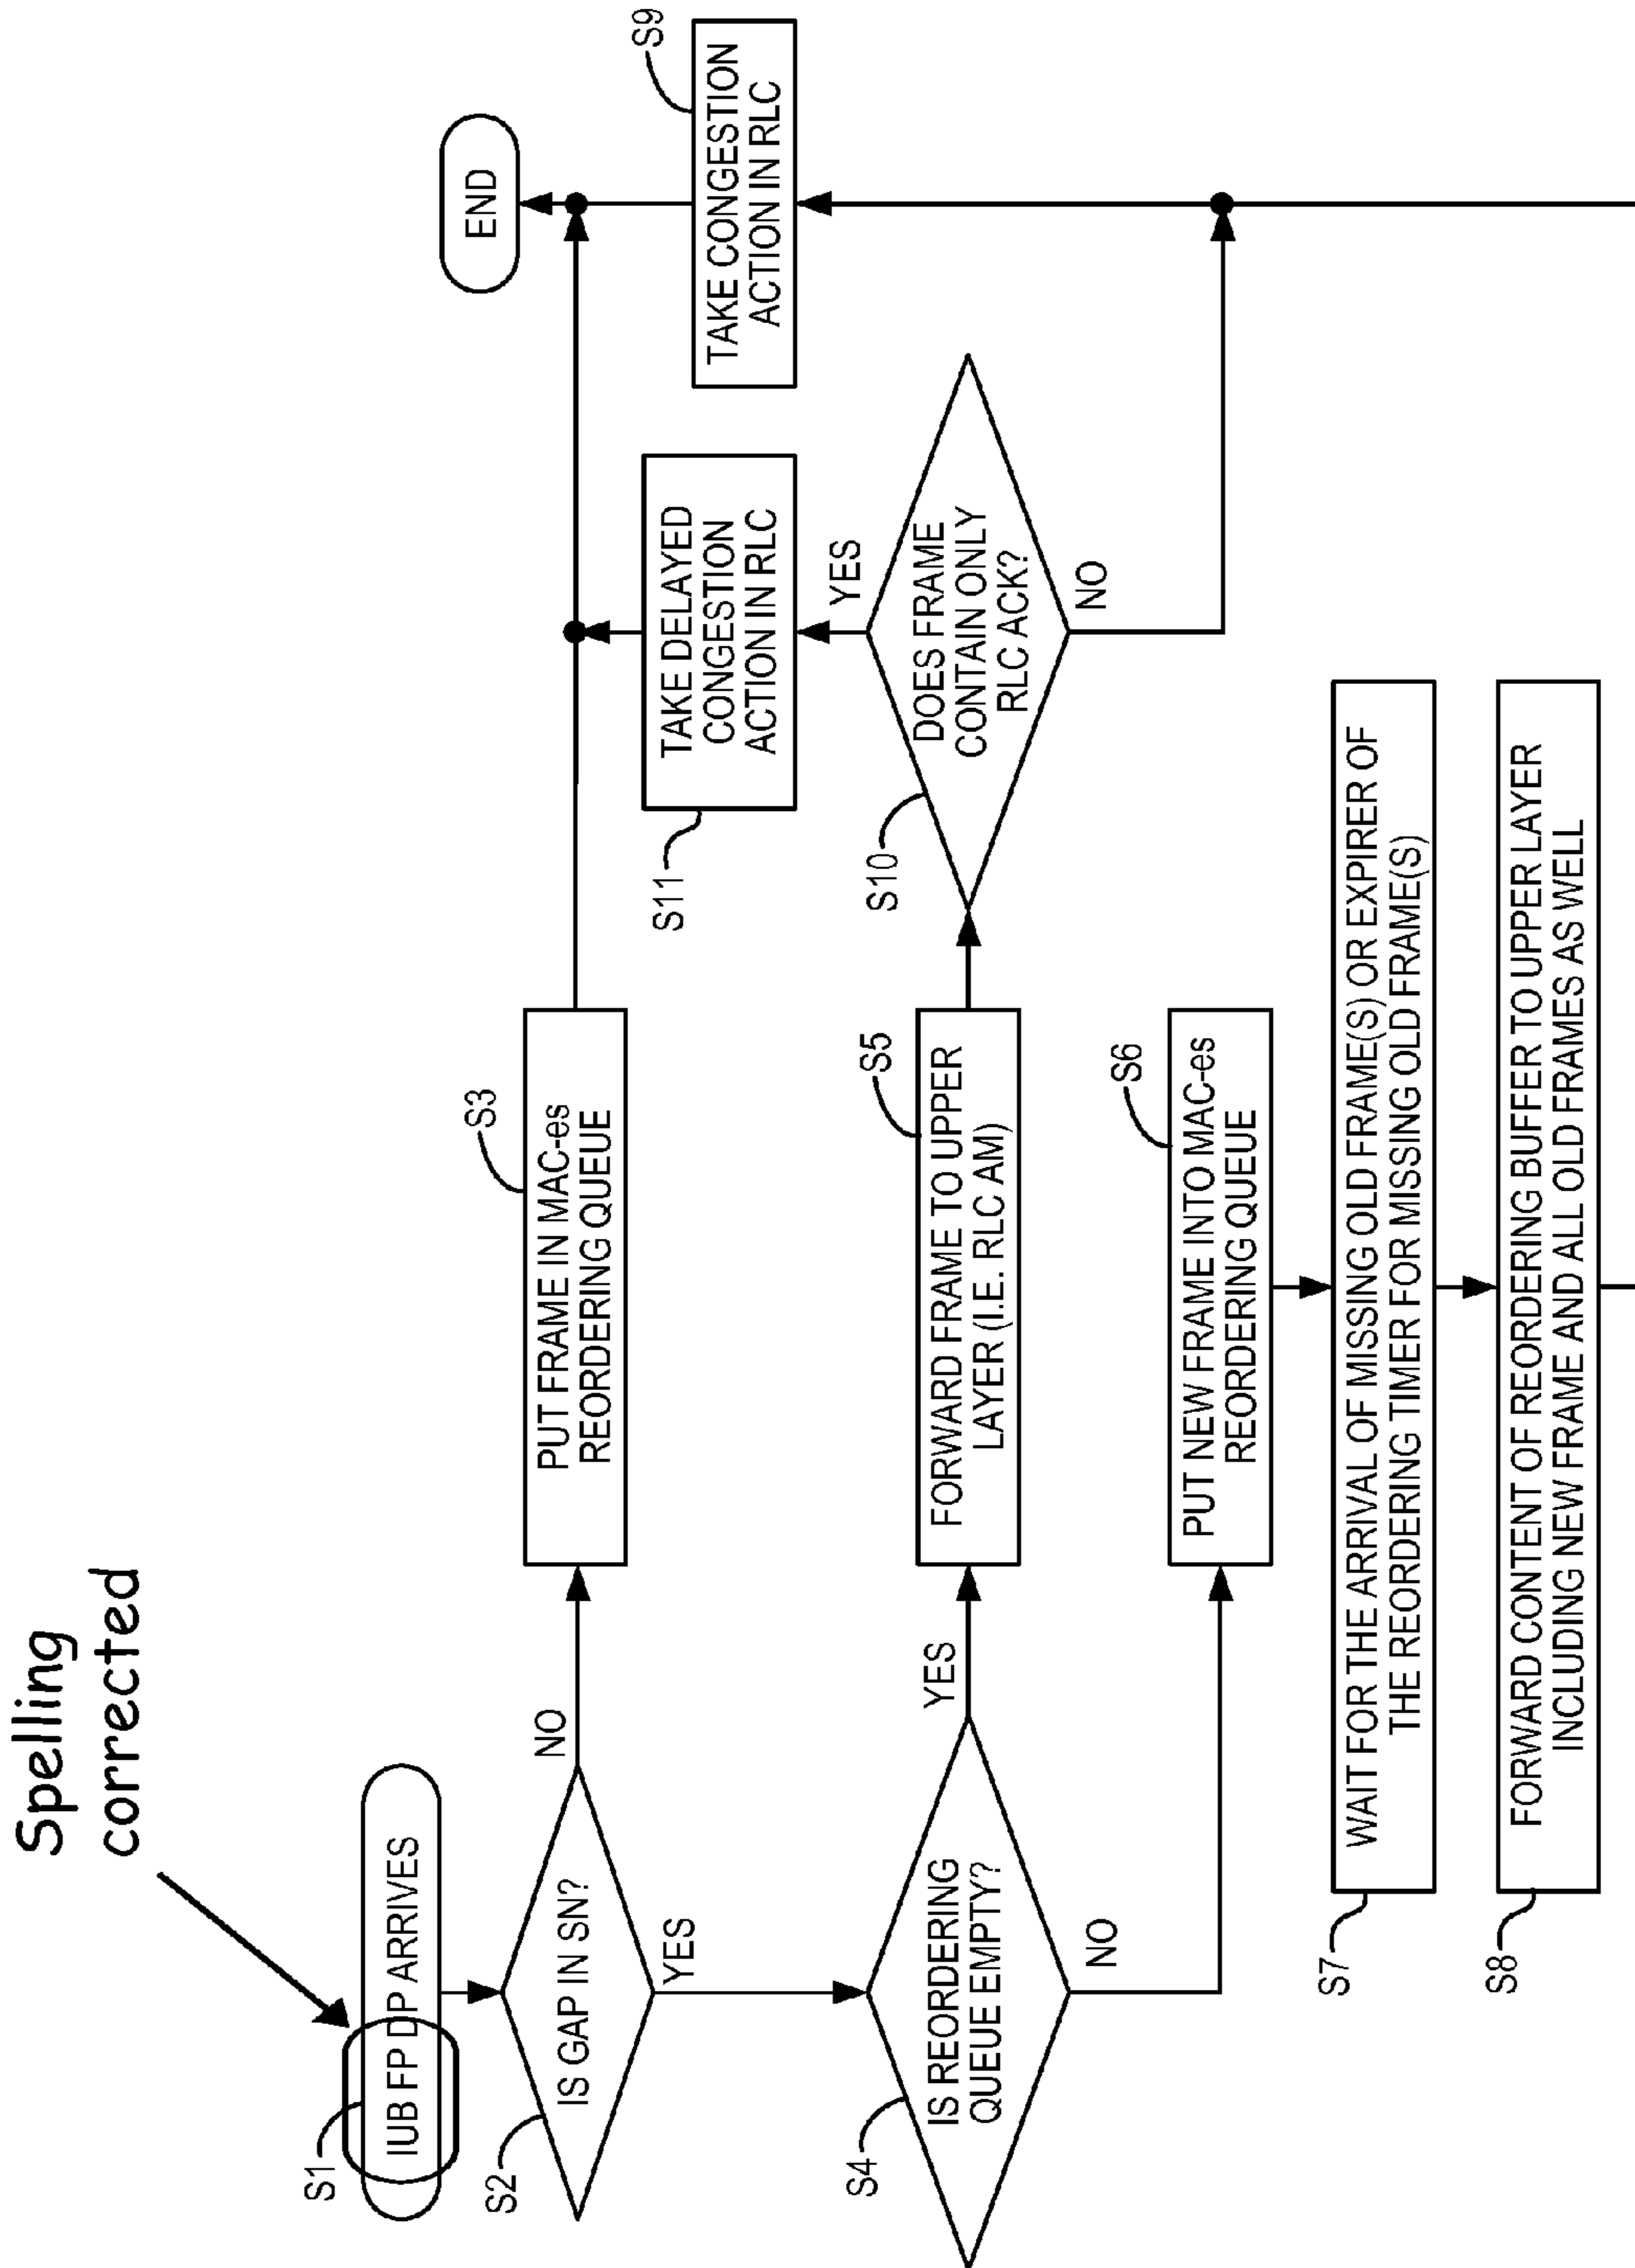 Spelling
corrected
S1
IUB FP DP ARRIVES
S2
IS GAP IN SN?
NO
YES
S3
PUT FRAME IN MAC-es
REORDERING QUEUE
END
S4
IS REORDERING
QUEUE EMPTY?
YES
NO
S5
FORWARD FRAME TO UPPER
LAYER (I.E. RLC AM)
S10
DOES FRAME
CONTAIN ONLY
RLC ACK?
YES
NO
S11
TAKE DELAYED
CONGESTION
ACTION IN RLC
S9
TAKE CONGESTION
ACTION IN RLC
S6
PUT NEW FRAME INTO MAC-es
REORDERING QUEUE
S7
WAIT FOR THE ARRIVAL OF MISSING OLD FRAME(S) OR EXPIRER OF
THE REORDERING TIMER FOR MISSING OLD FRAME(S)
S8
FORWARD CONTENT OF REORDERING BUFFER TO UPPER LAYER
INCLUDING NEW FRAME AND ALL OLD FRAMES AS WELL